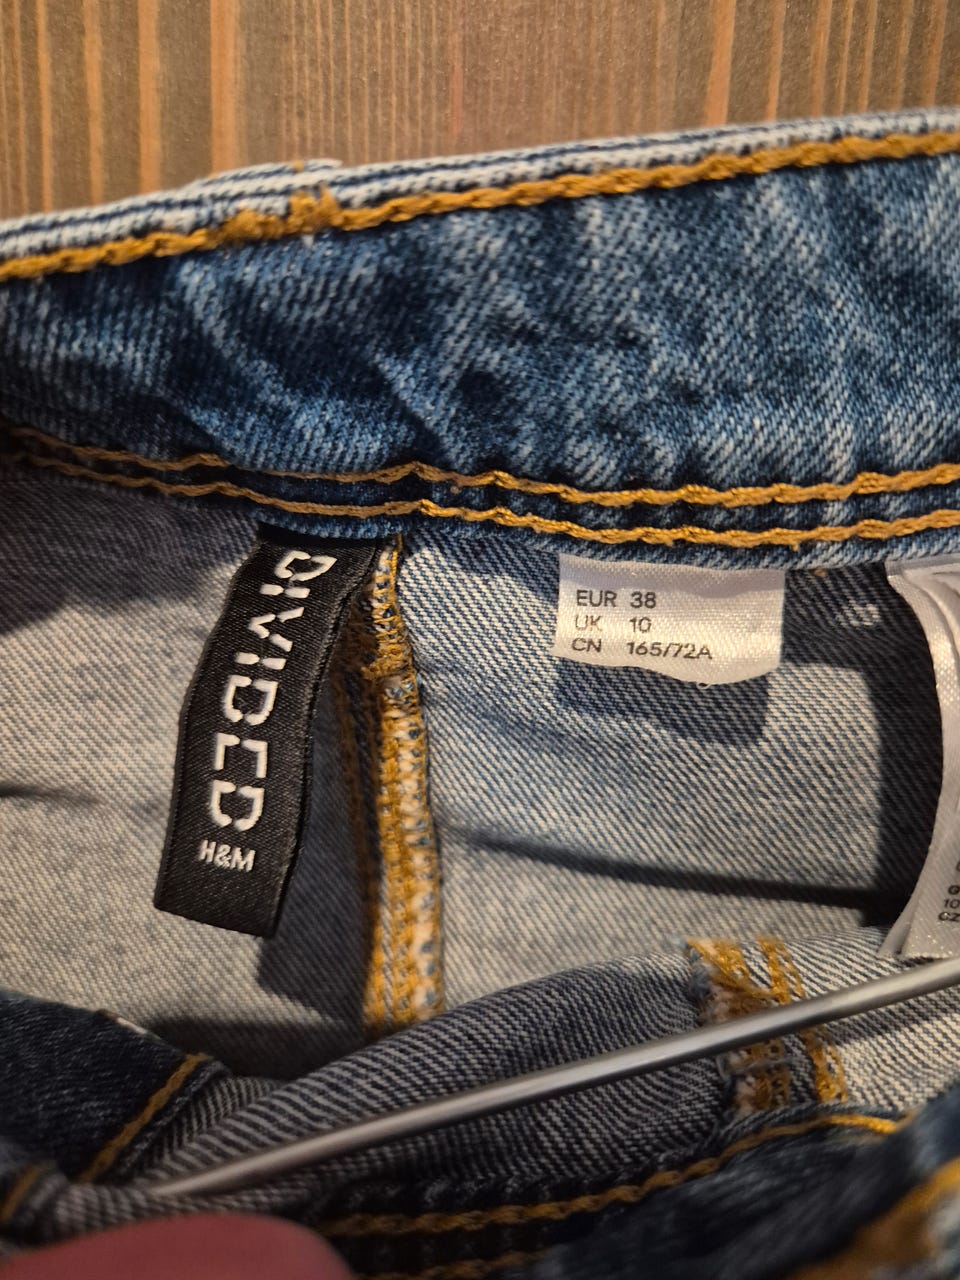 DIVIDED
H&M
EUR 38
UK 10
CN 165/72A